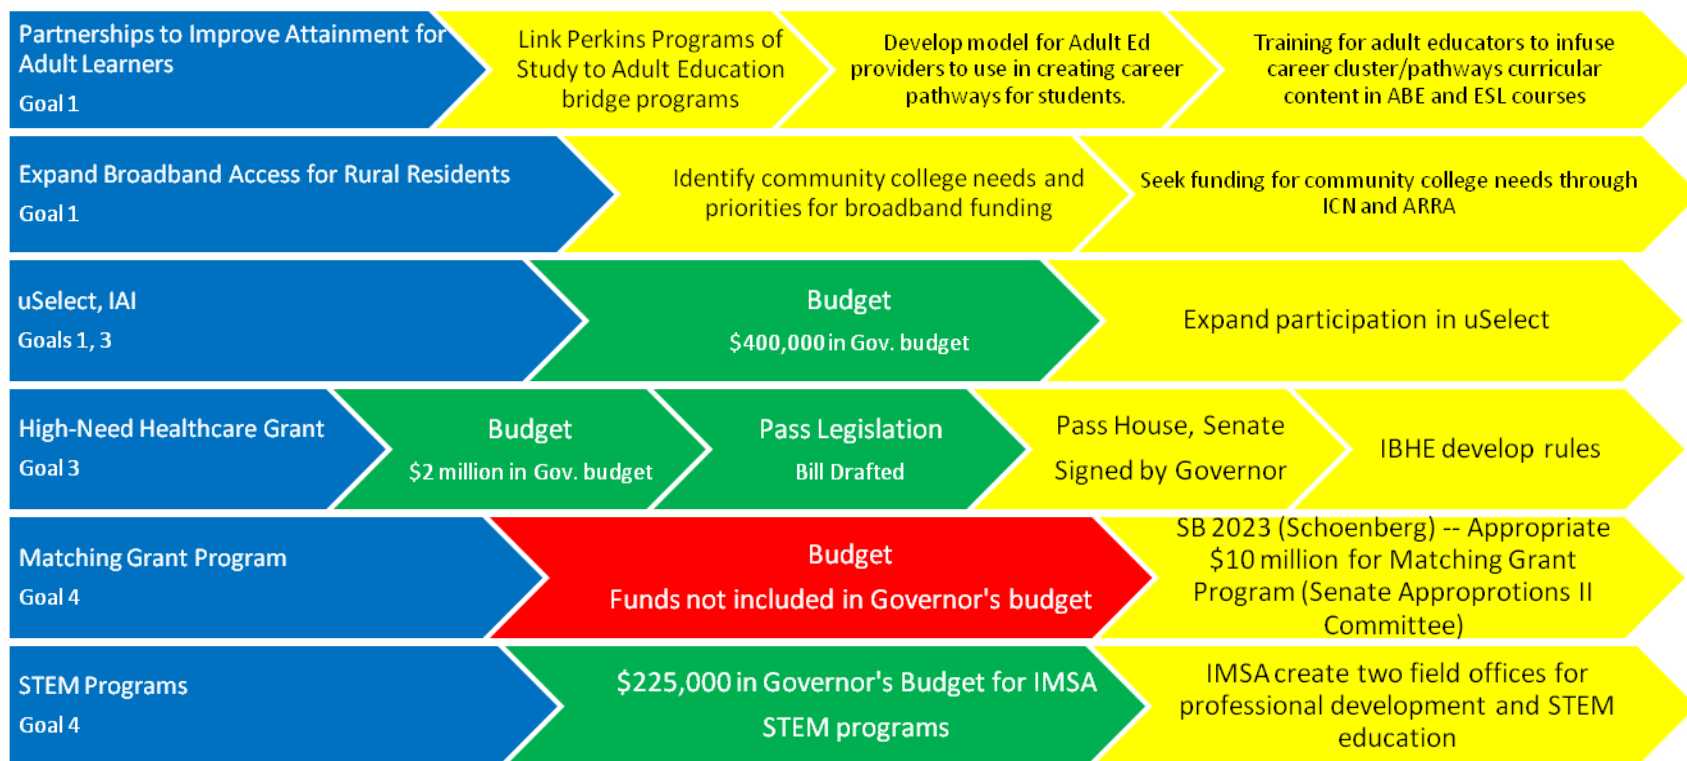 Partnerships to Improve Attainment for
Adult Learners
Goal 1
Link Perkins Programs of
Study to Adult Education
bridge programs
Develop model for Adult Ed
providers to use in creating career
pathways for students.
Training for adult educators to infuse
career cluster/pathways curricular
content in ABE and ESL courses
Expand Broadband Access for Rural Residents
Goal 1
Identify community college needs and
priorities for broadband funding
Seek funding for community college needs through
ICN and ARRA
uSelect, IAI
Goals 1, 3
Budget
$400,000 in Gov. budget
Expand participation in uSelect
High-Need Healthcare Grant
Goal 3
Budget
$2 million in Gov. budget
Pass Legislation
Bill Drafted
Pass House, Senate
Signed by Governor
IBHE develop rules
Matching Grant Program
Goal 4
Budget
Funds not included in Governor's budget
SB 2023 (Schoenberg) -- Appropriate
$10 million for Matching Grant
Program (Senate Approprotions II
Committee)
STEM Programs
Goal 4
$225,000 in Governor's Budget for IMSA
STEM programs
IMSA create two field offices for
professional development and STEM
education